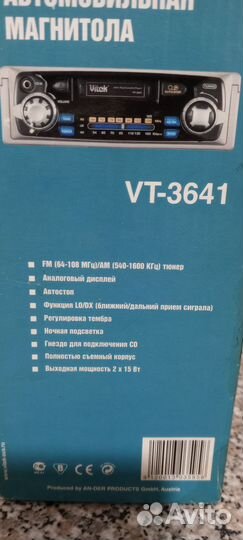 АВТОМОБИЛЬНАЯ
МАГНИТОЛА
Vitek
VOLUME
VT-3641
FM (64-108 МГц)/AM (540-1600 КГц) тюнер
Аналоговый дисплей
Автостоп
Функция LO/DX (ближний/дальний прием сигнала)
Регулировка тембра
Ночная подсветка
Гнездо для подключения CD
Полностью съемный корпус
Выходная мощность 2 x 15 Вт
Produced by AN-DER PRODUCTS GmbH, Austria
Avito